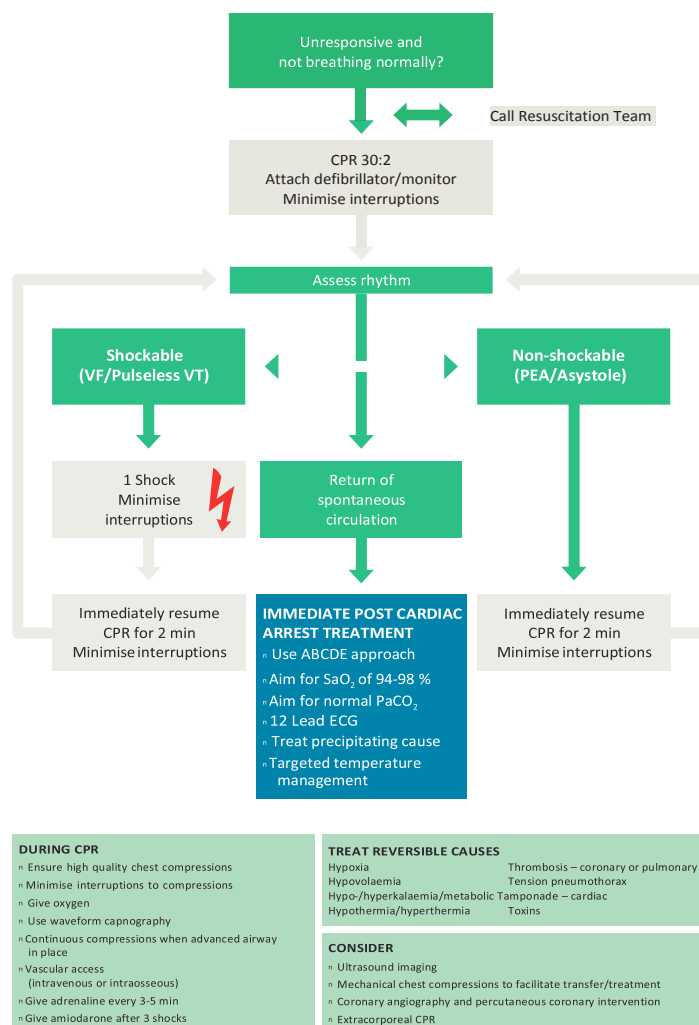 Unresponsive and
not breathing normally?
Call Resuscitation Team
CPR 30:2
Attach defibrillator/monitor
Minimise interruptions
Assess rhythm
Shockable
(VF/Pulseless VT)
Non-shockable
(PEA/Asystole)
1 Shock
Minimise
interruptions
Return of
spontaneous
circulation
Immediately resume
CPR for 2 min
Minimise interruptions
IMMEDIATE POST CARDIAC
ARREST TREATMENT
n Use ABCDE approach
n Aim for SaO2 of 94-98 %
n Aim for normal PaCO2
n 12 Lead ECG
n Treat precipitating cause
n Targeted temperature
management
Immediately resume
CPR for 2 min
Minimise interruptions
DURING CPR
n Ensure high quality chest compressions
n Minimise interruptions to compressions
n Give oxygen
n Use waveform capnography
n Continuous compressions when advanced airway
in place
n Vascular access
(intravenous or intraosseous)
n Give adrenaline every 3-5 min
n Give amiodarone after 3 shocks
TREAT REVERSIBLE CAUSES
Hypoxia Thrombosis – coronary or pulmonary
Hypovolaemia Tension pneumothorax
Hypo-/hyperkalaemia/metabolic Tamponade – cardiac
Hypothermia/hyperthermia Toxins
CONSIDER
n Ultrasound imaging
n Mechanical chest compressions to facilitate transfer/treatment
n Coronary angiography and percutaneous coronary intervention
n Extracorporeal CPR